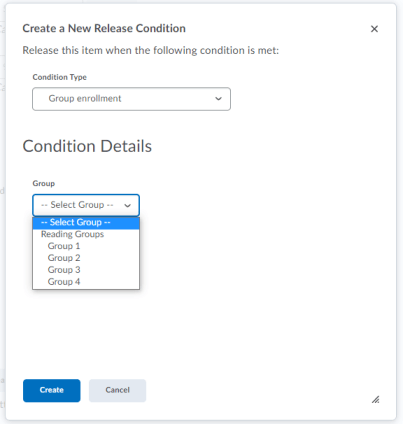 Create a New Release Condition
Release this item when the following condition is met:
Condition Type
Group enrollment
Condition Details
Group
-- Select Group --
-- Select Group --
Reading Groups
Group 1
Group 2
Group 3
Group 4
Create Cancel